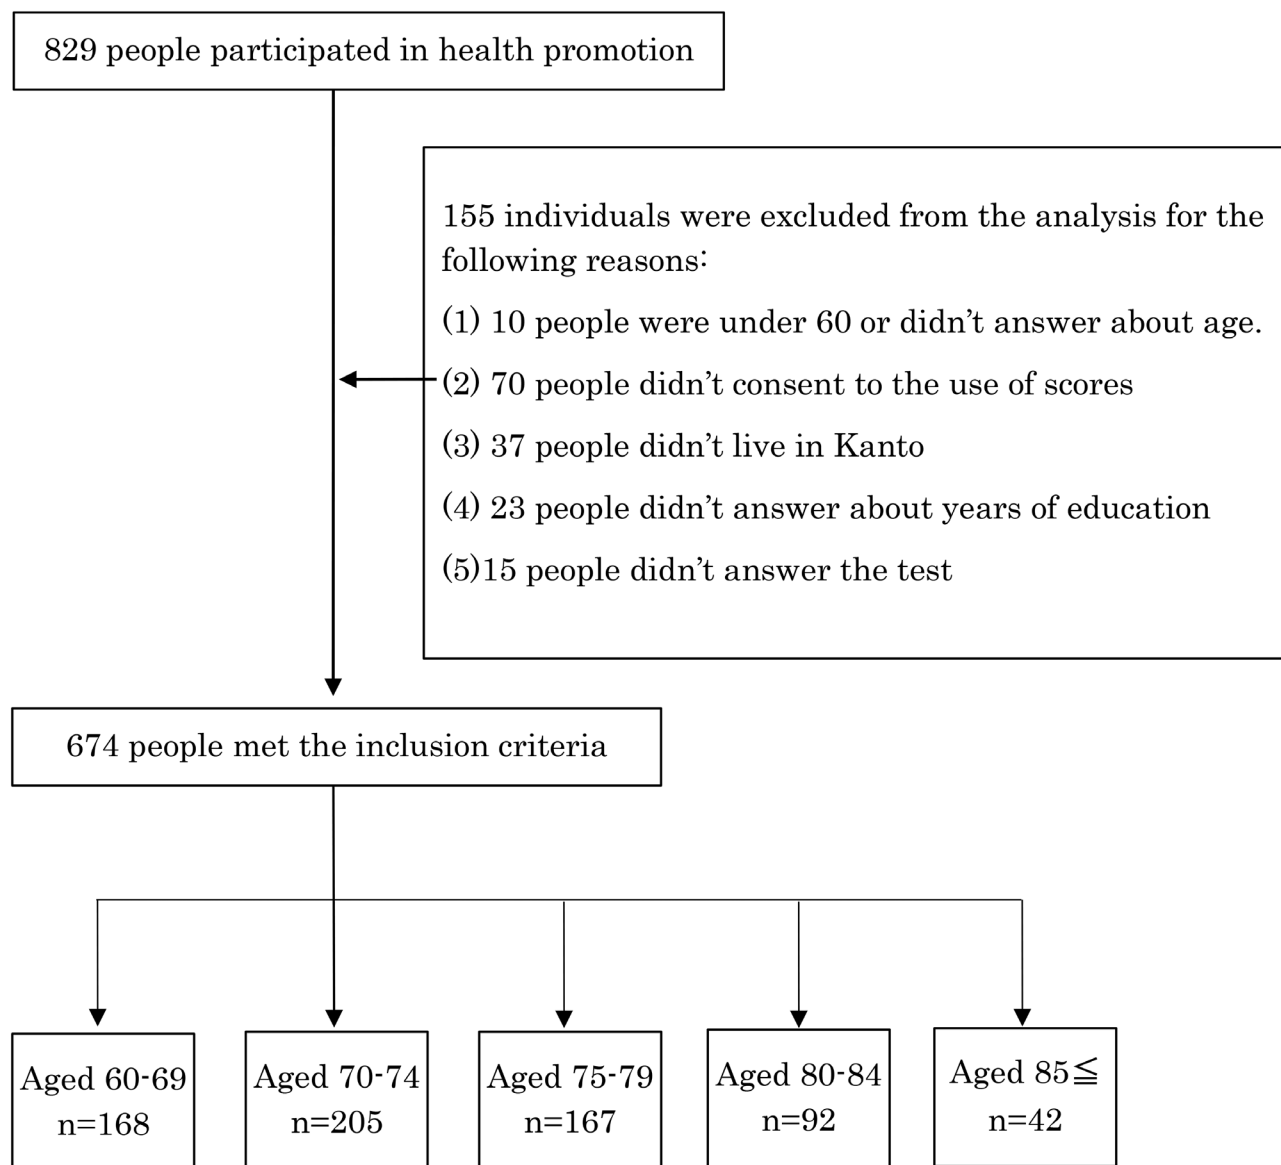 829 people participated in health promotion
155 individuals were excluded from the analysis for the
following reasons:
(1) 10 people were under 60 or didn’t answer about age.
(2) 70 people didn’t consent to the use of scores
(3) 37 people didn’t live in Kanto
(4) 23 people didn’t answer about years of education
(5)15 people didn’t answer the test
674 people met the inclusion criteria
Aged 60-69
n=168
Aged 70-74
n=205
Aged 75-79
n=167
Aged 80-84
n=92
Aged 85≦
n=42